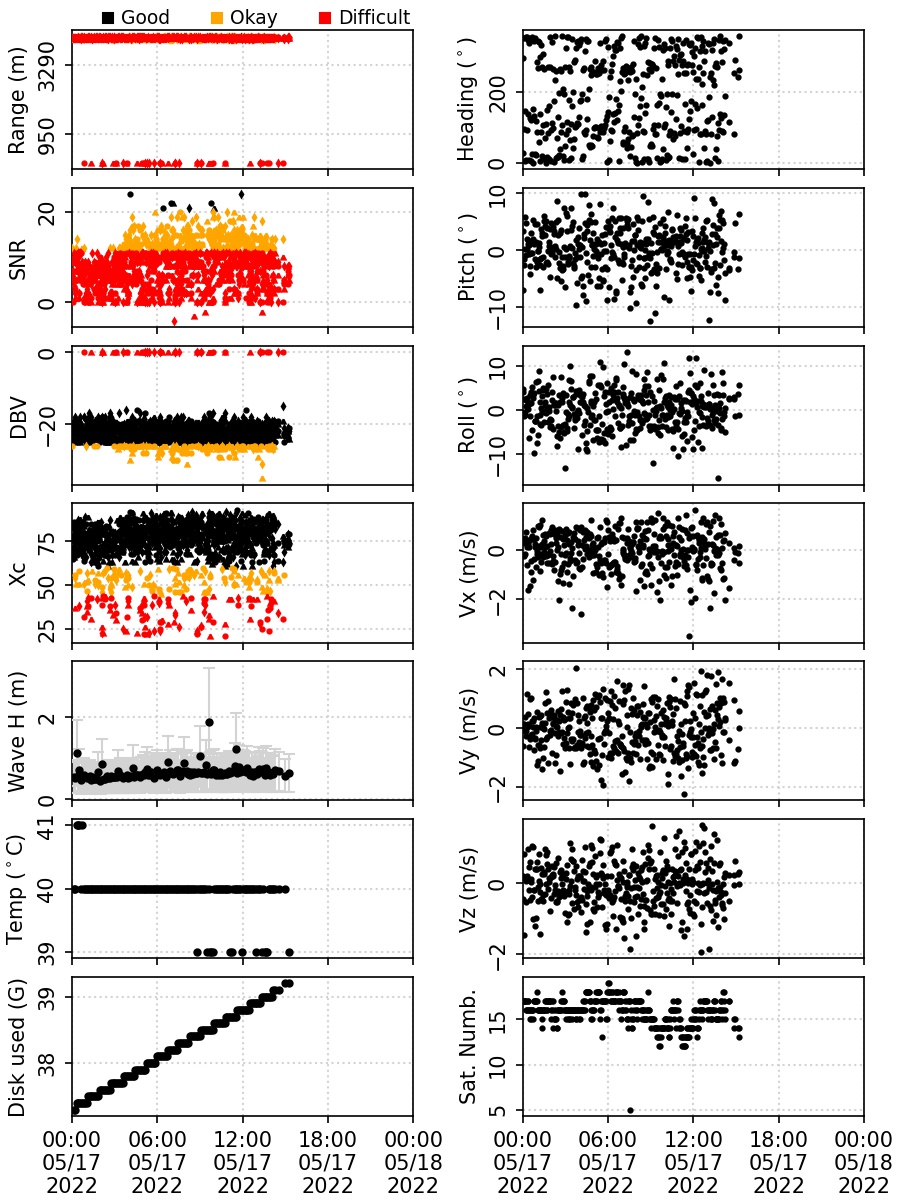 Good Okay Difficult
Range (m)
3290
950
Heading (°)
200
0
SNR
20
0
Pitch (°)
10
0
−10
DBV
0
−20
Roll (°)
10
0
−10
Xc
75
50
25
Vx (m/s)
0
−2
Wave H (m)
2
0
Vy (m/s)
2
0
−2
Temp (°C)
41
40
39
Vz (m/s)
0
−2
Disk used (G)
39
38
Sat. Numb.
15
10
5
00:00 06:00 12:00 18:00 00:00
05/17 05/17 05/17 05/17 05/18
2022 2022 2022 2022 2022
00:00 06:00 12:00 18:00 00:00
05/17 05/17 05/17 05/17 05/18
2022 2022 2022 2022 2022